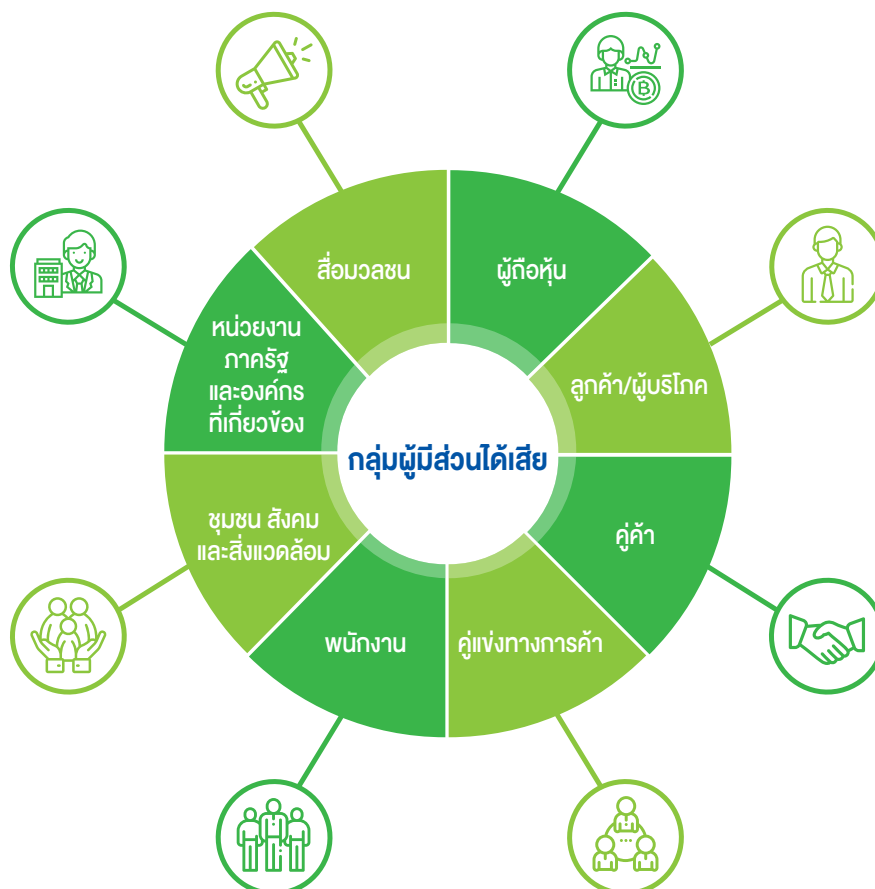 สื่อมวลชน
ผู้ถือหุ้น
หน่วยงาน
ภาครัฐ
และองค์กร
ที่เกี่ยวข้อง
ลูกค้า/ผู้บริโภค
กลุ่มผู้มีส่วนได้เสีย
ชุมชน สังคม
และสิ่งแวดล้อม
คู่ค้า
พนักงาน
คู่แข่งทางการค้า